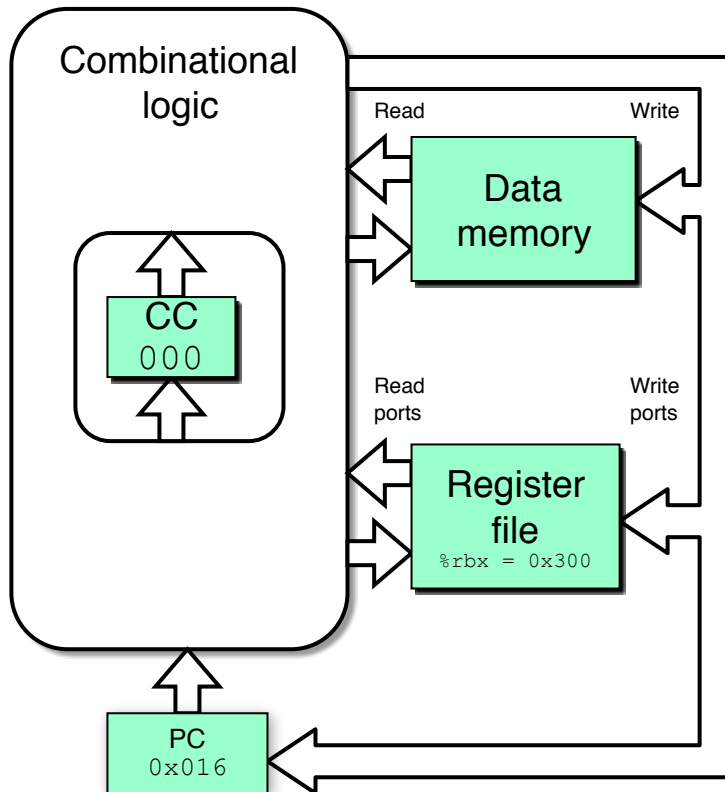 Combinational
logic
Read
Write
Data
memory
CC
000
Read
ports
Write
ports
Register
file
%rbx = 0x300
PC
0x016